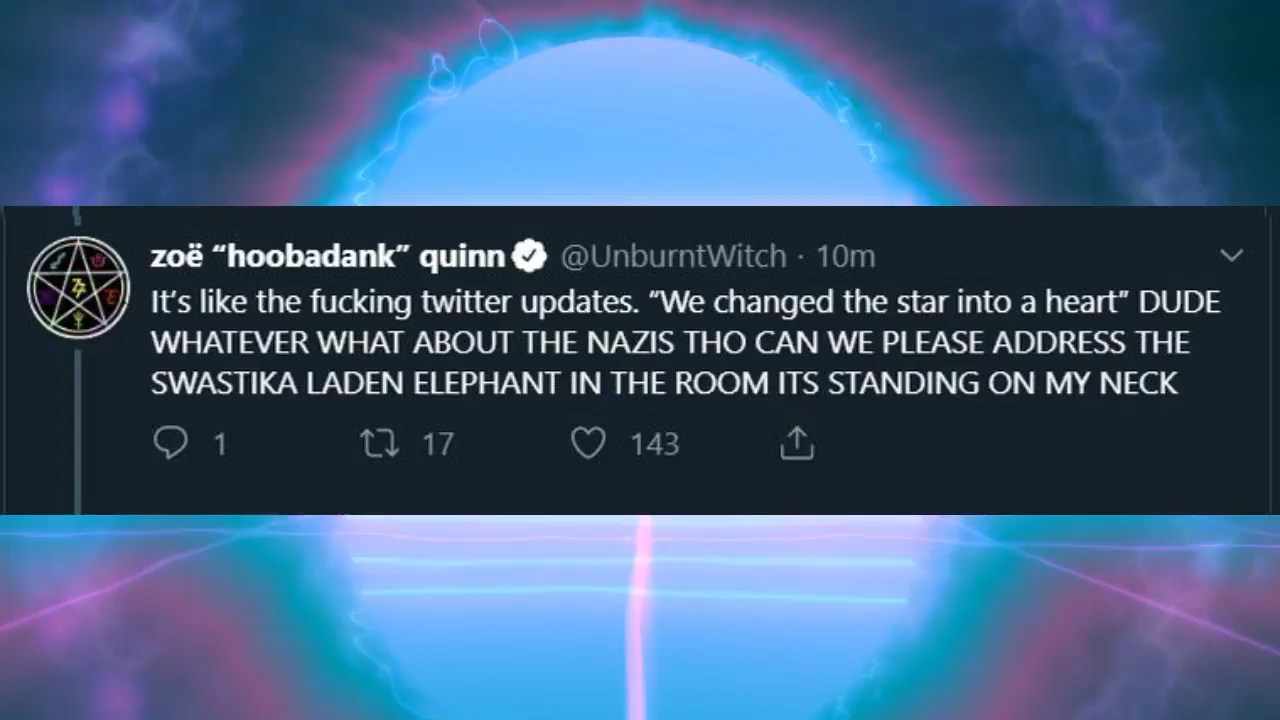 zoë “hoobadank” quinn @UnburntWitch · 10m
It's like the fucking twitter updates. “We changed the star into a heart” DUDE
WHATEVER WHAT ABOUT THE NAZIS THO CAN WE PLEASE ADDRESS THE
SWASTIKA LADEN ELEPHANT IN THE ROOM ITS STANDING ON MY NECK
1 17 143